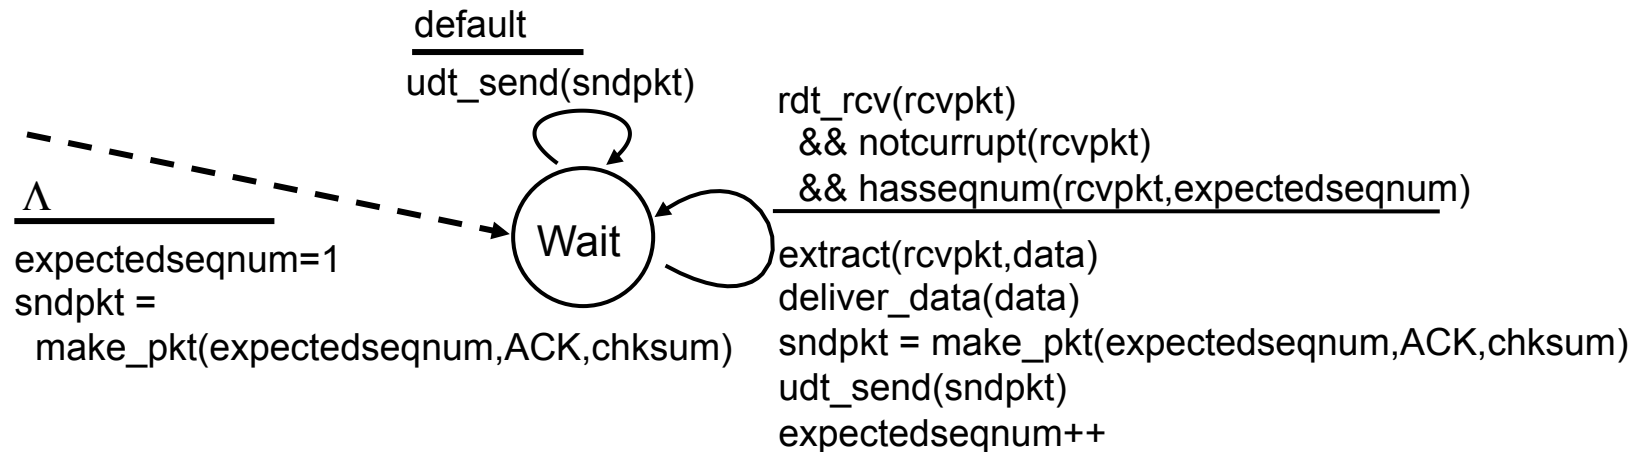 default
udt_send(sndpkt)
rdt_rcv(rcvpkt)
&& notcurrupt(rcvpkt)
&& hasseqnum(rcvpkt,expectedseqnum)
Λ
expectedseqnum=1
sndpkt =
make_pkt(expectedseqnum,ACK,chksum)
Wait
extract(rcvpkt,data)
deliver_data(data)
sndpkt = make_pkt(expectedseqnum,ACK,chksum)
udt_send(sndpkt)
expectedseqnum++